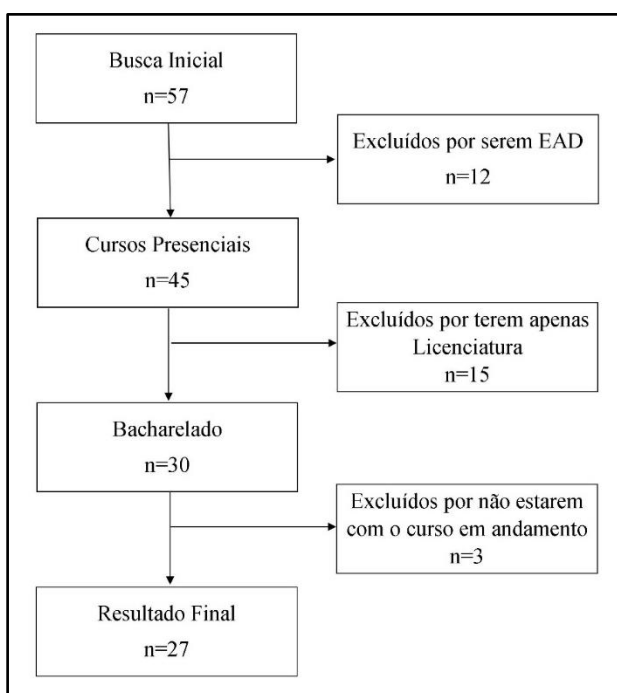 Busca Inicial
n=57
Excluídos por serem EAD
n=12
Cursos Presenciais
n=45
Excluídos por terem apenas
Licenciatura
n=15
Bacharelado
n=30
Excluídos por não estarem
com o curso em andamento
n=3
Resultado Final
n=27